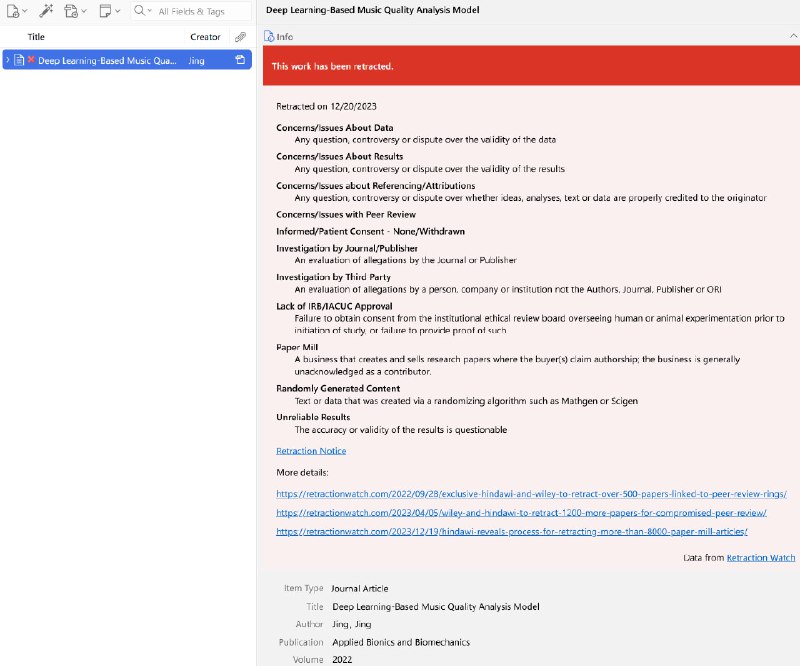 All Fields & Tags
Title
Creator
Deep Learning-Based Music Qua...
Jing
Deep Learning-Based Music Quality Analysis Model
Info
This work has been retracted.
Retracted on 12/20/2023
Concerns/Issues About Data
Any question, controversy or dispute over the validity of the data
Concerns/Issues About Results
Any question, controversy or dispute over the validity of the results
Concerns/Issues about Referencing/Attributions
Any question, controversy or dispute over whether ideas, analyses, text or data are properly credited to the originator
Concerns/Issues with Peer Review
Informed/Patient Consent - None/Withdrawn
Investigation by Journal/Publisher
An evaluation of allegations by the Journal or Publisher
Investigation by Third Party
An evaluation of allegations by a person, company or institution not the Authors, Journal, Publisher or ORI
Lack of IRB/IACUC Approval
Failure to obtain consent from the institutional ethical review board overseeing human or animal experimentation prior to
initiation of study, or failure to provide proof of such
Paper Mill
A business that creates and sells research papers where the buyer(s) claim authorship; the business is generally
unacknowledged as a contributor.
Randomly Generated Content
Text or data that was created via a randomizing algorithm such as Mathgen or Scigen
Unreliable Results
The accuracy or validity of the results is questionable
Retraction Notice
More details:
https://retractionwatch.com/2022/09/28/exclusive-hindawi-and-wiley-to-retract-over-500-papers-linked-to-peer-review-rings/
https://retractionwatch.com/2023/04/05/wiley-and-hindawi-to-retract-1200-more-papers-for-compromised-peer-review/
https://retractionwatch.com/2023/12/19/hindawi-reveals-process-for-retracting-more-than-8000-paper-mill-articles/
Data from Retraction Watch
Item Type Journal Article
Title Deep Learning-Based Music Quality Analysis Model
Author Jing, Jing
Publication Applied Bionics and Biomechanics
Volume 2022